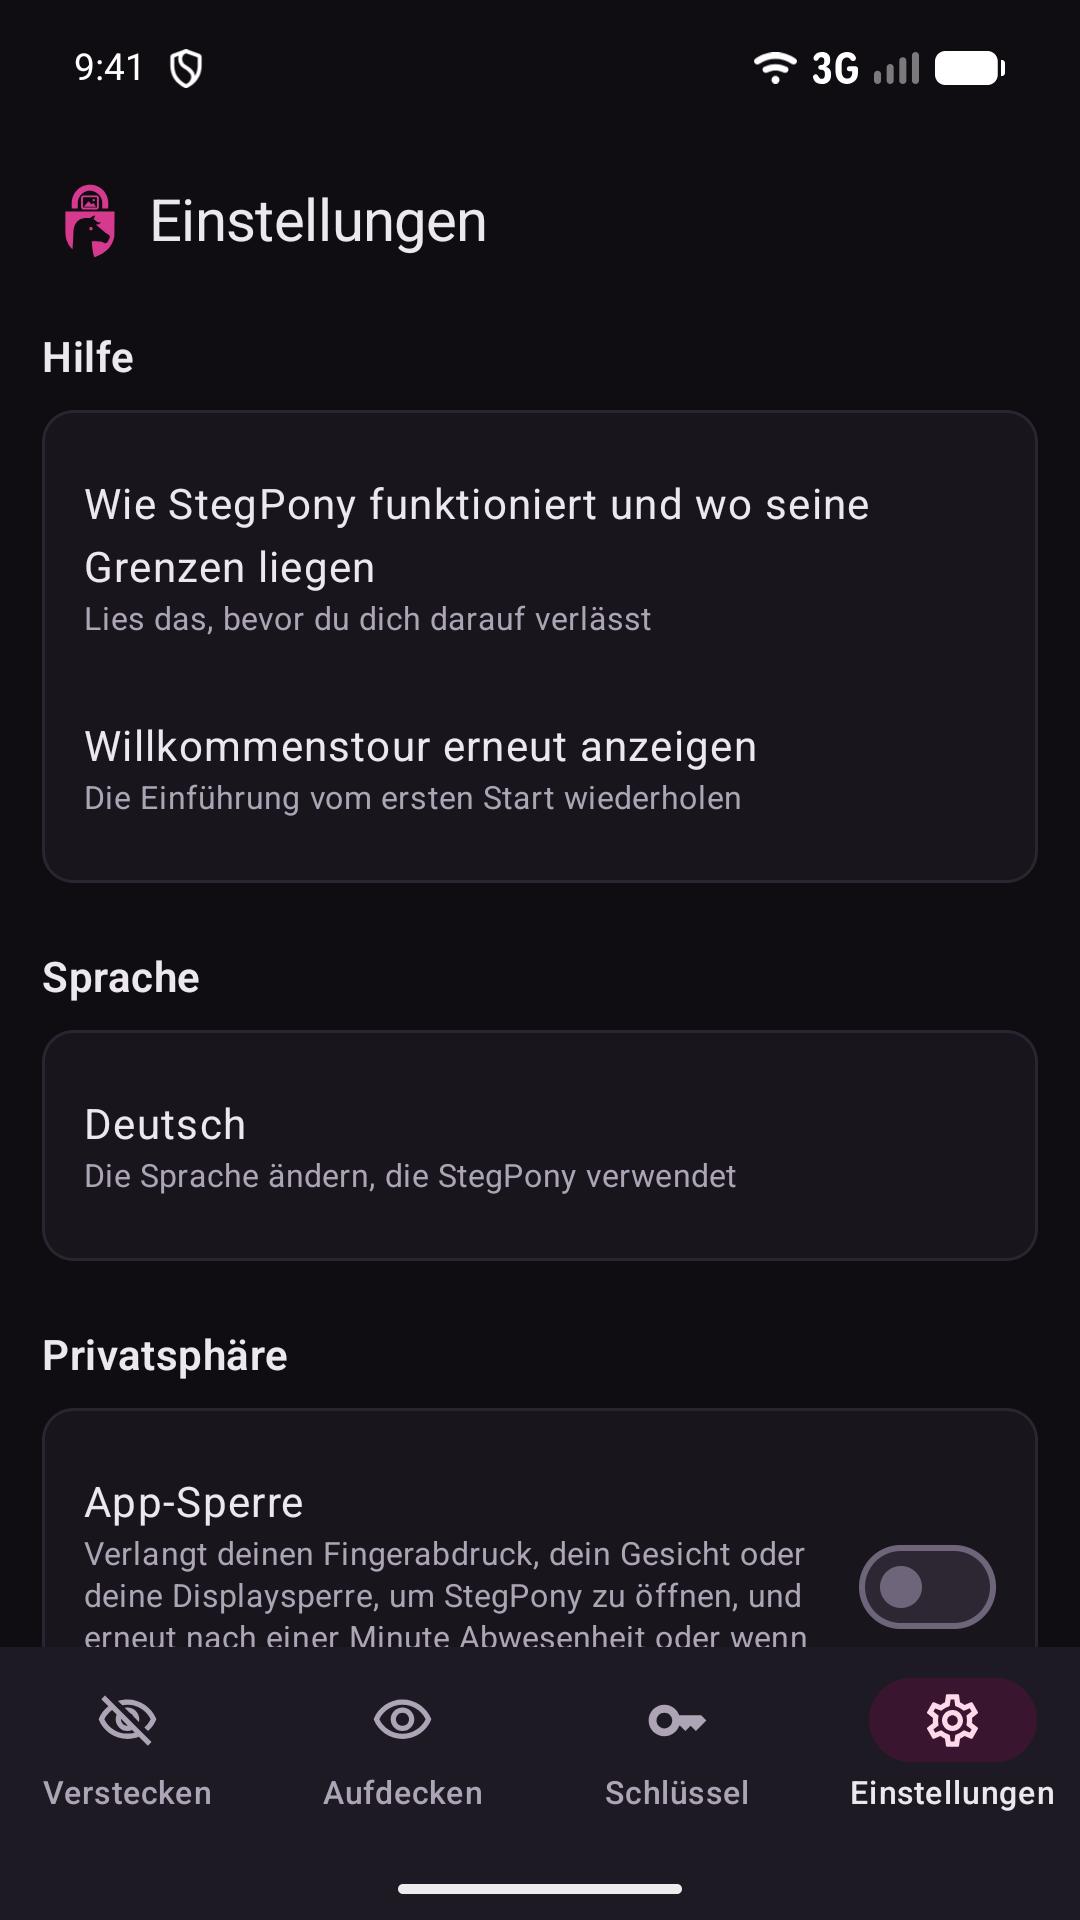 9:41
3G
Einstellungen
Hilfe
Wie StegPony funktioniert und wo seine
Grenzen liegen
Lies das, bevor du dich darauf verlässt
Willkommenstour erneut anzeigen
Die Einführung vom ersten Start wiederholen
Sprache
Deutsch
Die Sprache ändern, die StegPony verwendet
Privatsphäre
App-Sperre
Verlangt deinen Fingerabdruck, dein Gesicht oder
deine Displaysperre, um StegPony zu öffnen, und
erneut nach einer Minute Abwesenheit oder wenn
Verstecken
Aufdecken
Schlüssel
Einstellungen